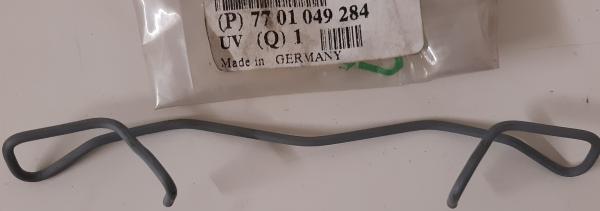 (P) 77 01 049 284
UV (Q) 1
Made in GERMANY